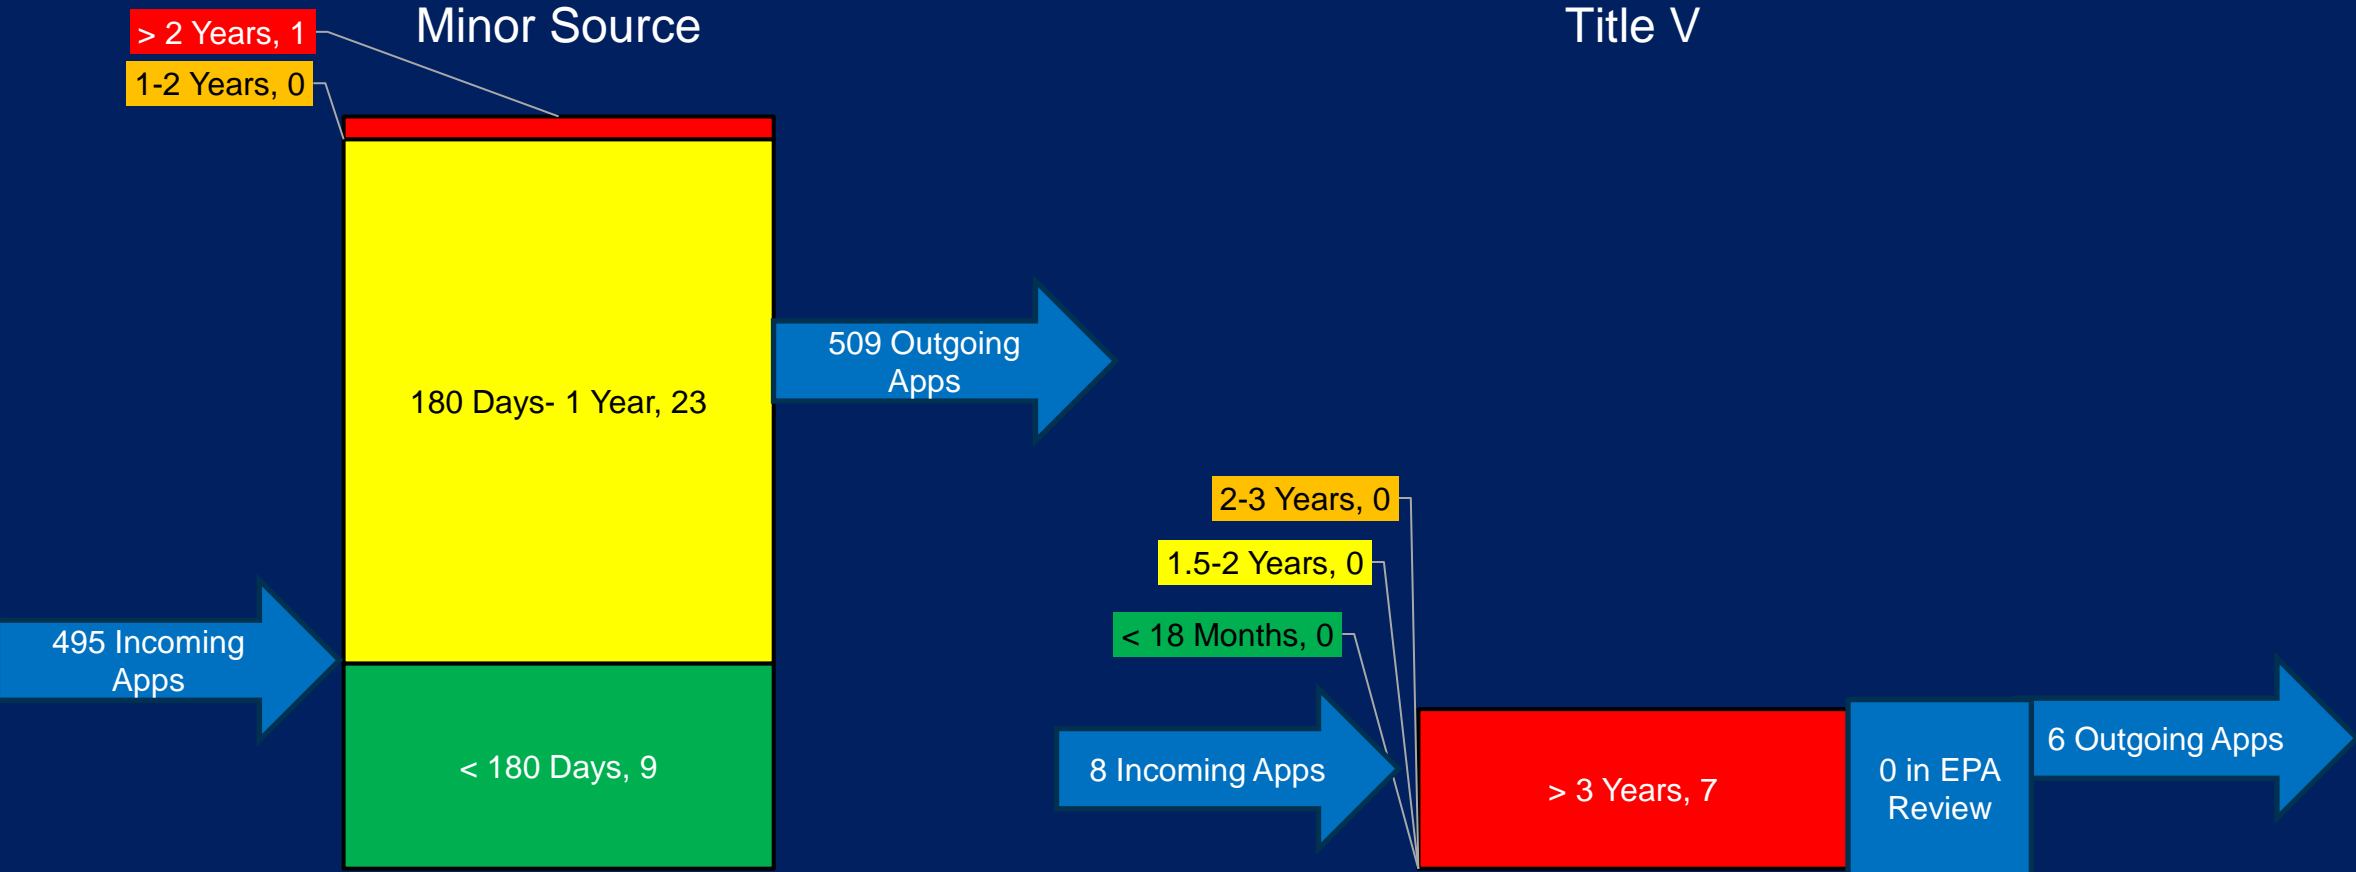 Minor Source
> 2 Years, 1
1-2 Years, 0
180 Days- 1 Year, 23
< 180 Days, 9
495 Incoming
Apps
509 Outgoing
Apps
Title V
2-3 Years, 0
1.5-2 Years, 0
< 18 Months, 0
8 Incoming Apps
> 3 Years, 7
0 in EPA
Review
6 Outgoing Apps